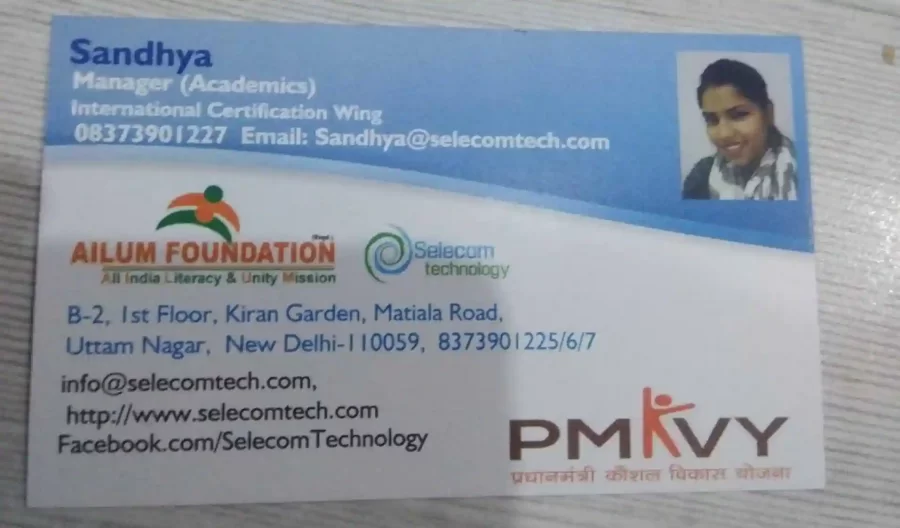 Sandhya
Manager (Academics)
International Certification Wing
08373901227 Email: Sandhya@selecomtech.com
AILUM FOUNDATION
All India Literacy & Unity Mission
Selecom
technology
B-2, 1st Floor, Kiran Garden, Matiala Road,
Uttam Nagar, New Delhi-110059, 8373901225/6/7
info@selecomtech.com,
http://www.selecomtech.com
Facebook.com/SelecomTechnology
PMKVY
प्रधानमंत्री कौशल विकास योजना